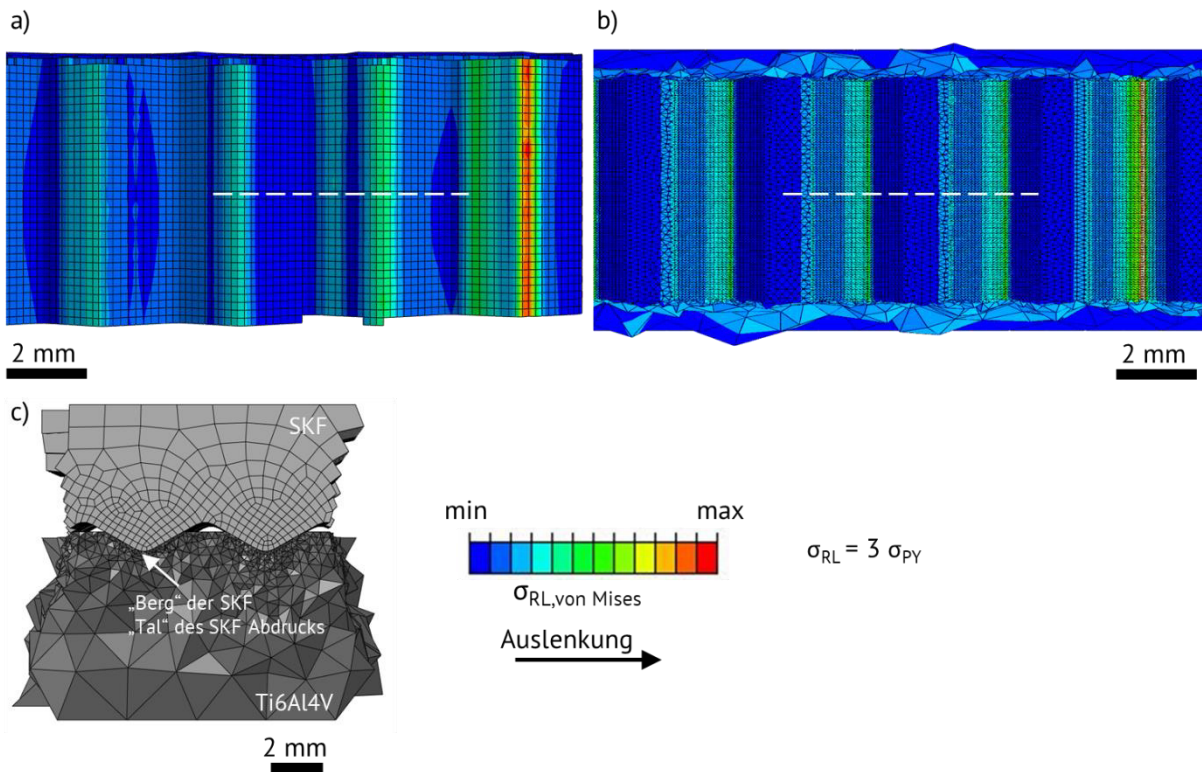 a)
b)
2 mm
2 mm
c)
SKF
„Berg“ der SKF
„Tal“ des SKF Abdrucks
Ti6Al4V
2 mm
min max
σRL,von Mises
Auslenkung
σRL = 3 σPY